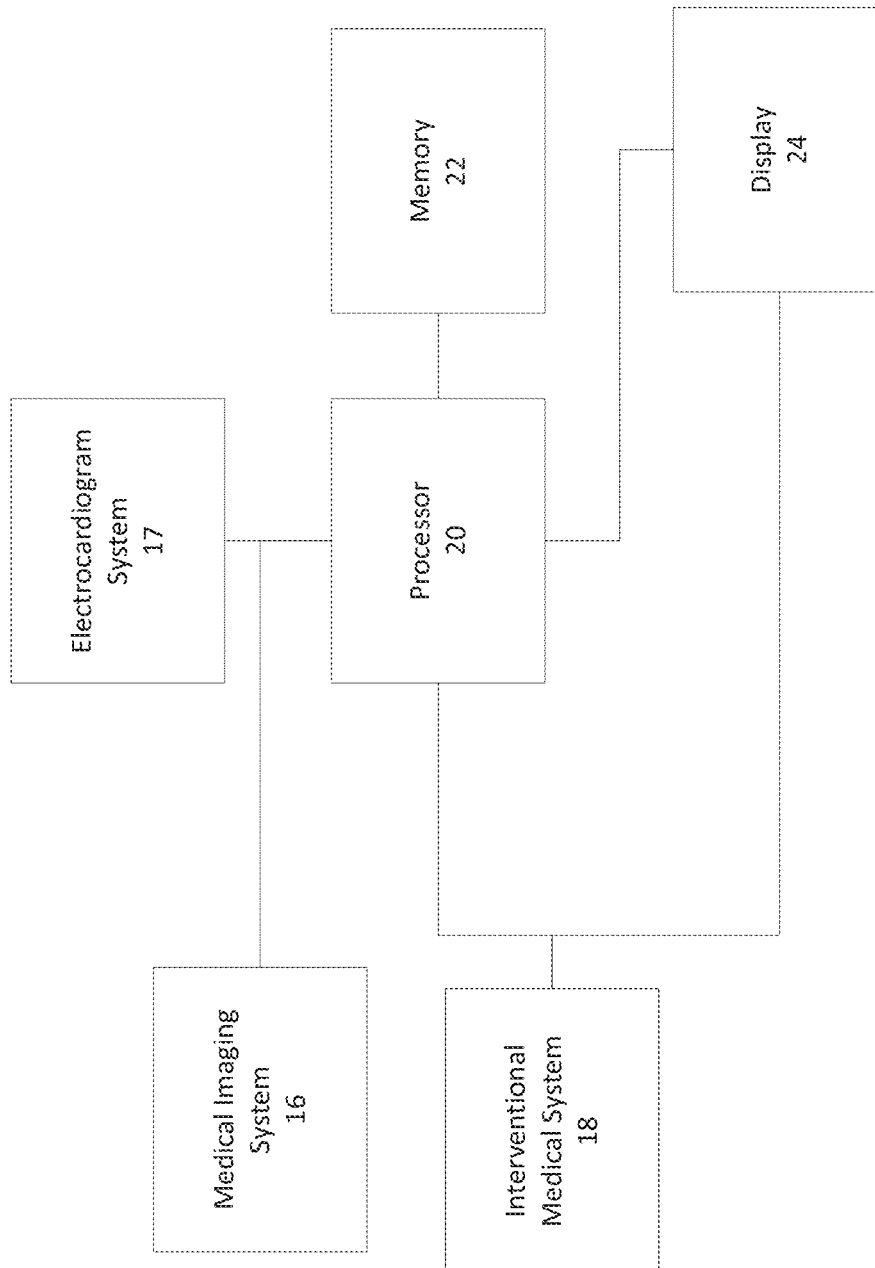 Medical Imaging
System
16
Electrocardiogram
System
17
Interventional
Medical System
18
Processor
20
Memory
22
Display
24